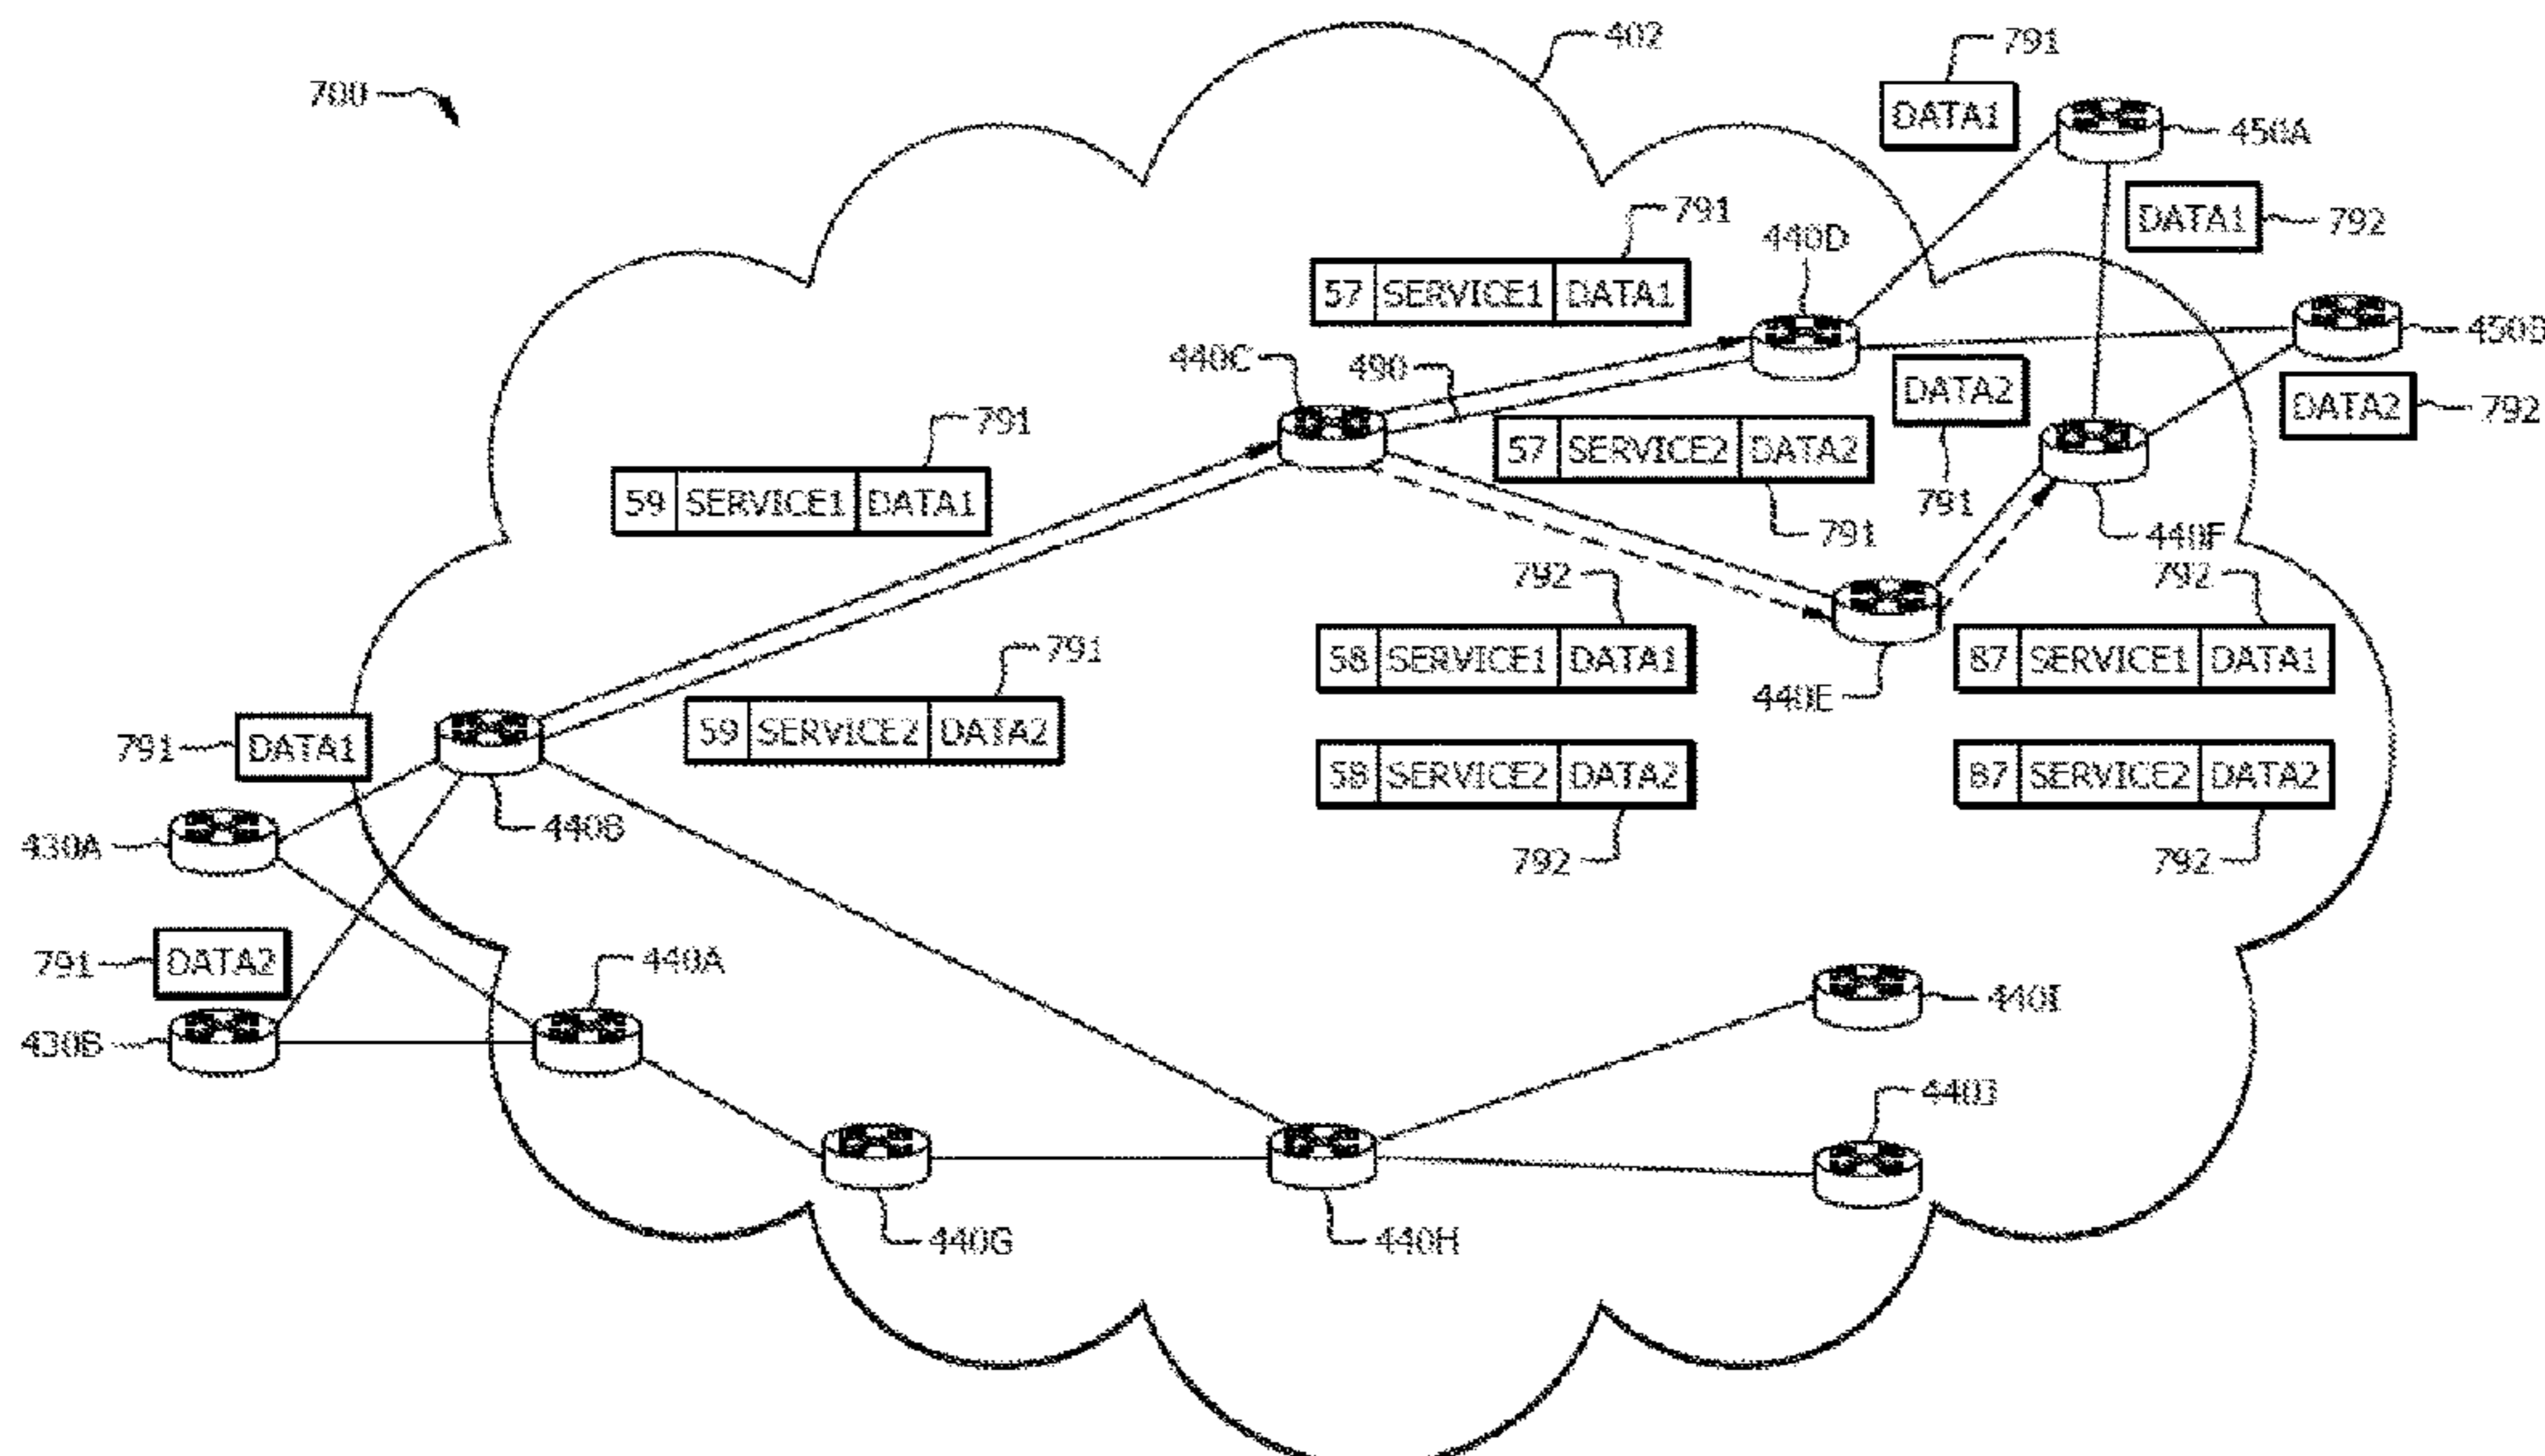 402
791
700
DATA1
450A
791
DATA1
792
440D
57 SERVICE1 DATA1
440C
490
450B
DATA2
791
DATA2
792
57 SERVICE2 DATA2
59 SERVICE1 DATA1
791
791
440F
792
792
58 SERVICE1 DATA1
87 SERVICE1 DATA1
791
440E
59 SERVICE2 DATA2
791
DATA1
58 SERVICE2 DATA2
87 SERVICE2 DATA2
440B
430A
792
792
791
DATA2
440A
440I
430B
440J
440G
440H